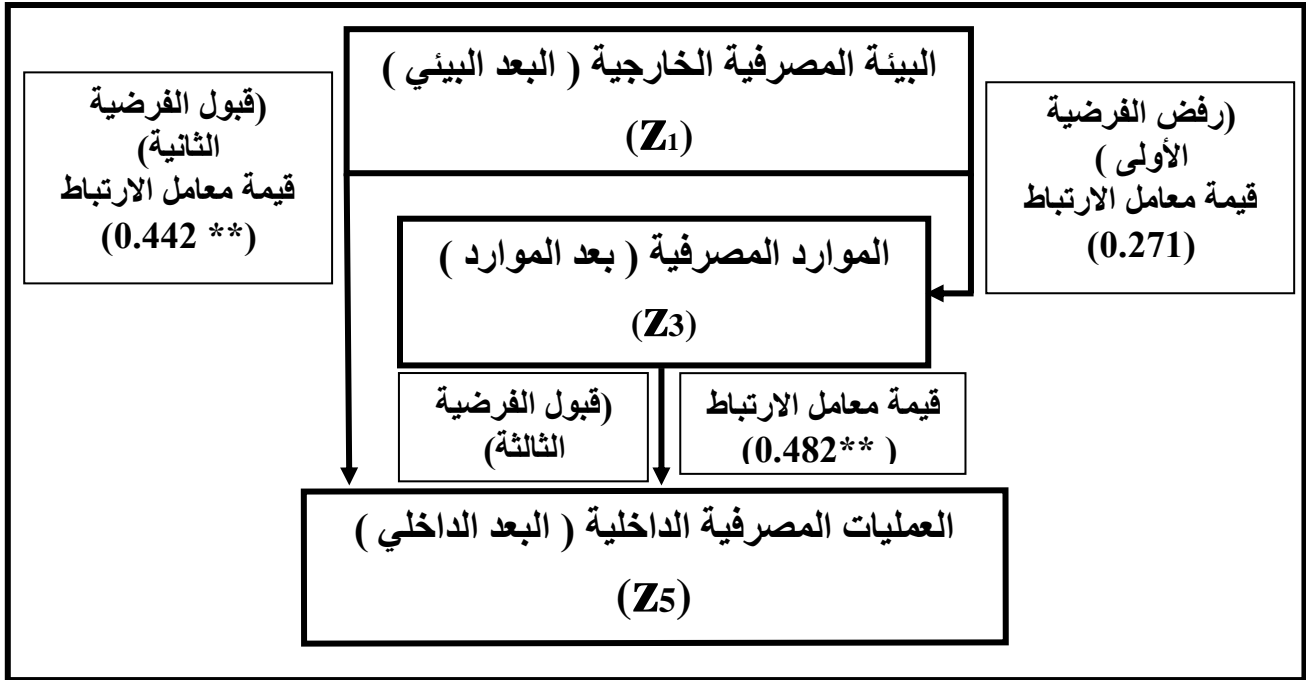 البيئة المصرفية الخارجية ( البعد البيئي )
(Z1)
(رفض الفرضية
الأولى )
قيمة معامل الارتباط
(0.271)
(قبول الفرضية
الثانية)
قيمة معامل الارتباط
(0.442 **)
الموارد المصرفية ( بعد الموارد )
(Z3)
قيمة معامل الارتباط
(0.482** )
(قبول الفرضية
الثالثة)
العمليات المصرفية الداخلية ( البعد الداخلي )
(Z5)